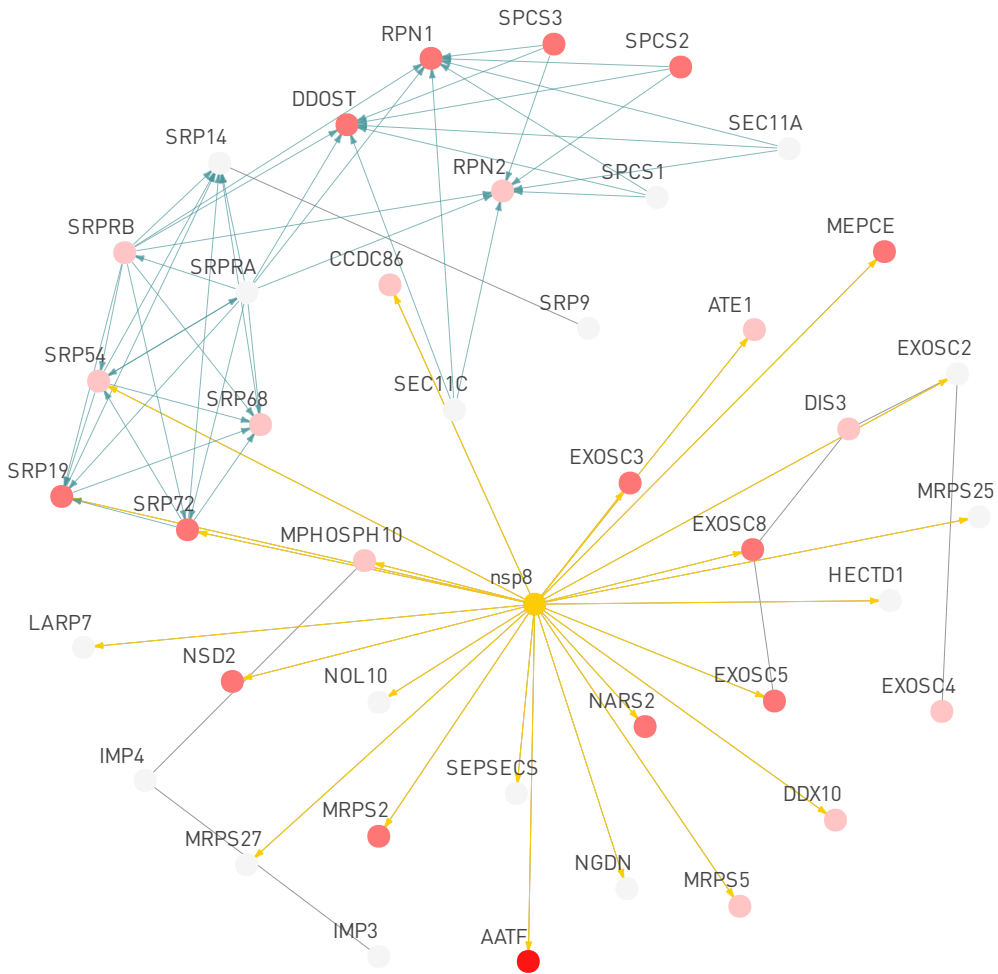 SPCS3
RPN1
SPCS2
DDOST
SEC11A
SRP14
RPN2
SPCS1
SRPRB
MEPCE
CCDC86
SRPRA
SRP9
ATE1
EXOSC2
SRP54
SEC11C
SRP68
DIS3
EXOSC3
SRP19
MRPS25
SRP72
EXOSC8
MPHOSPH10
nsp8
HECTD1
LARP7
NSD2
NOL10
EXOSC5
EXOSC4
NARS2
IMP4
SEPSECS
DDX10
MRPS2
MRPS27
NGDN
MRPS5
IMP3
AATF